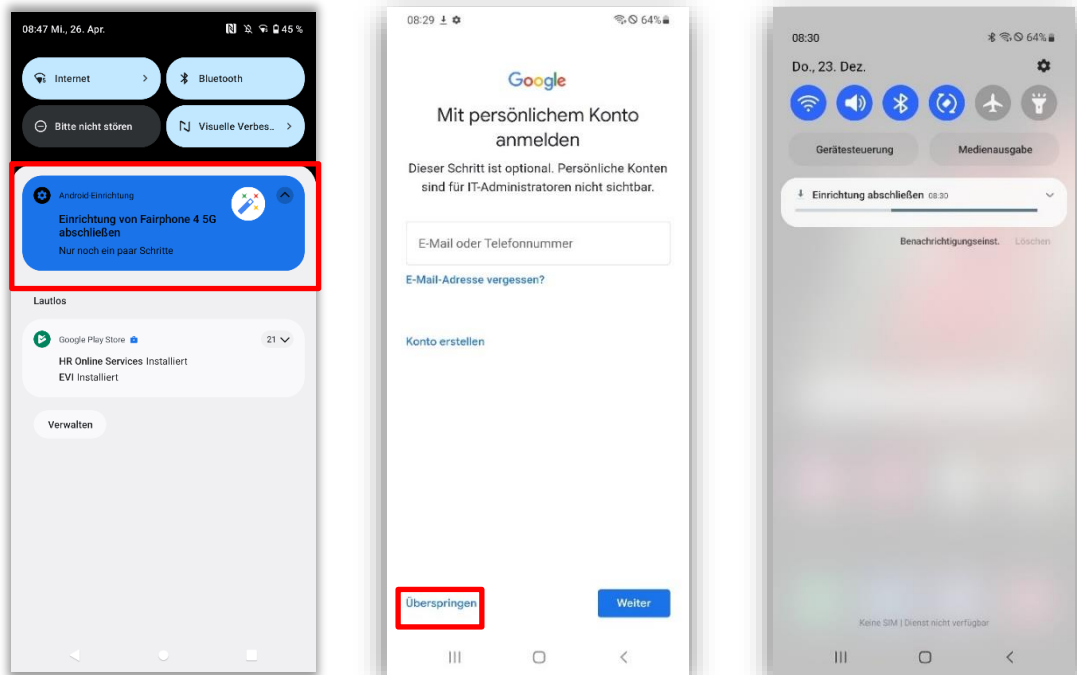 08:47 Mi., 26. Apr.
45 %
Internet
Bluetooth
Bitte nicht stören
Visuelle Verbes..
Android Einrichtung
Einrichtung von Fairphone 4 5G
abschließen
Nur noch ein paar Schritte
Lautlos
Google Play Store
21
HR Online Services Installiert
EVI Installiert
Verwalten
08:29
64%
Google
Mit persönlichem Konto
anmelden
Dieser Schritt ist optional. Persönliche Konten
sind für IT-Administratoren nicht sichtbar.
E-Mail oder Telefonnummer
E-Mail-Adresse vergessen?
Konto erstellen
Überspringen
Weiter
08:30
64%
Do., 23. Dez.
Gerätesteuerung
Medienausgabe
Einrichtung abschließen 08:30
Benachrichtigungseinst.
Löschen
Keine SIM | Dienst nicht verfügbar